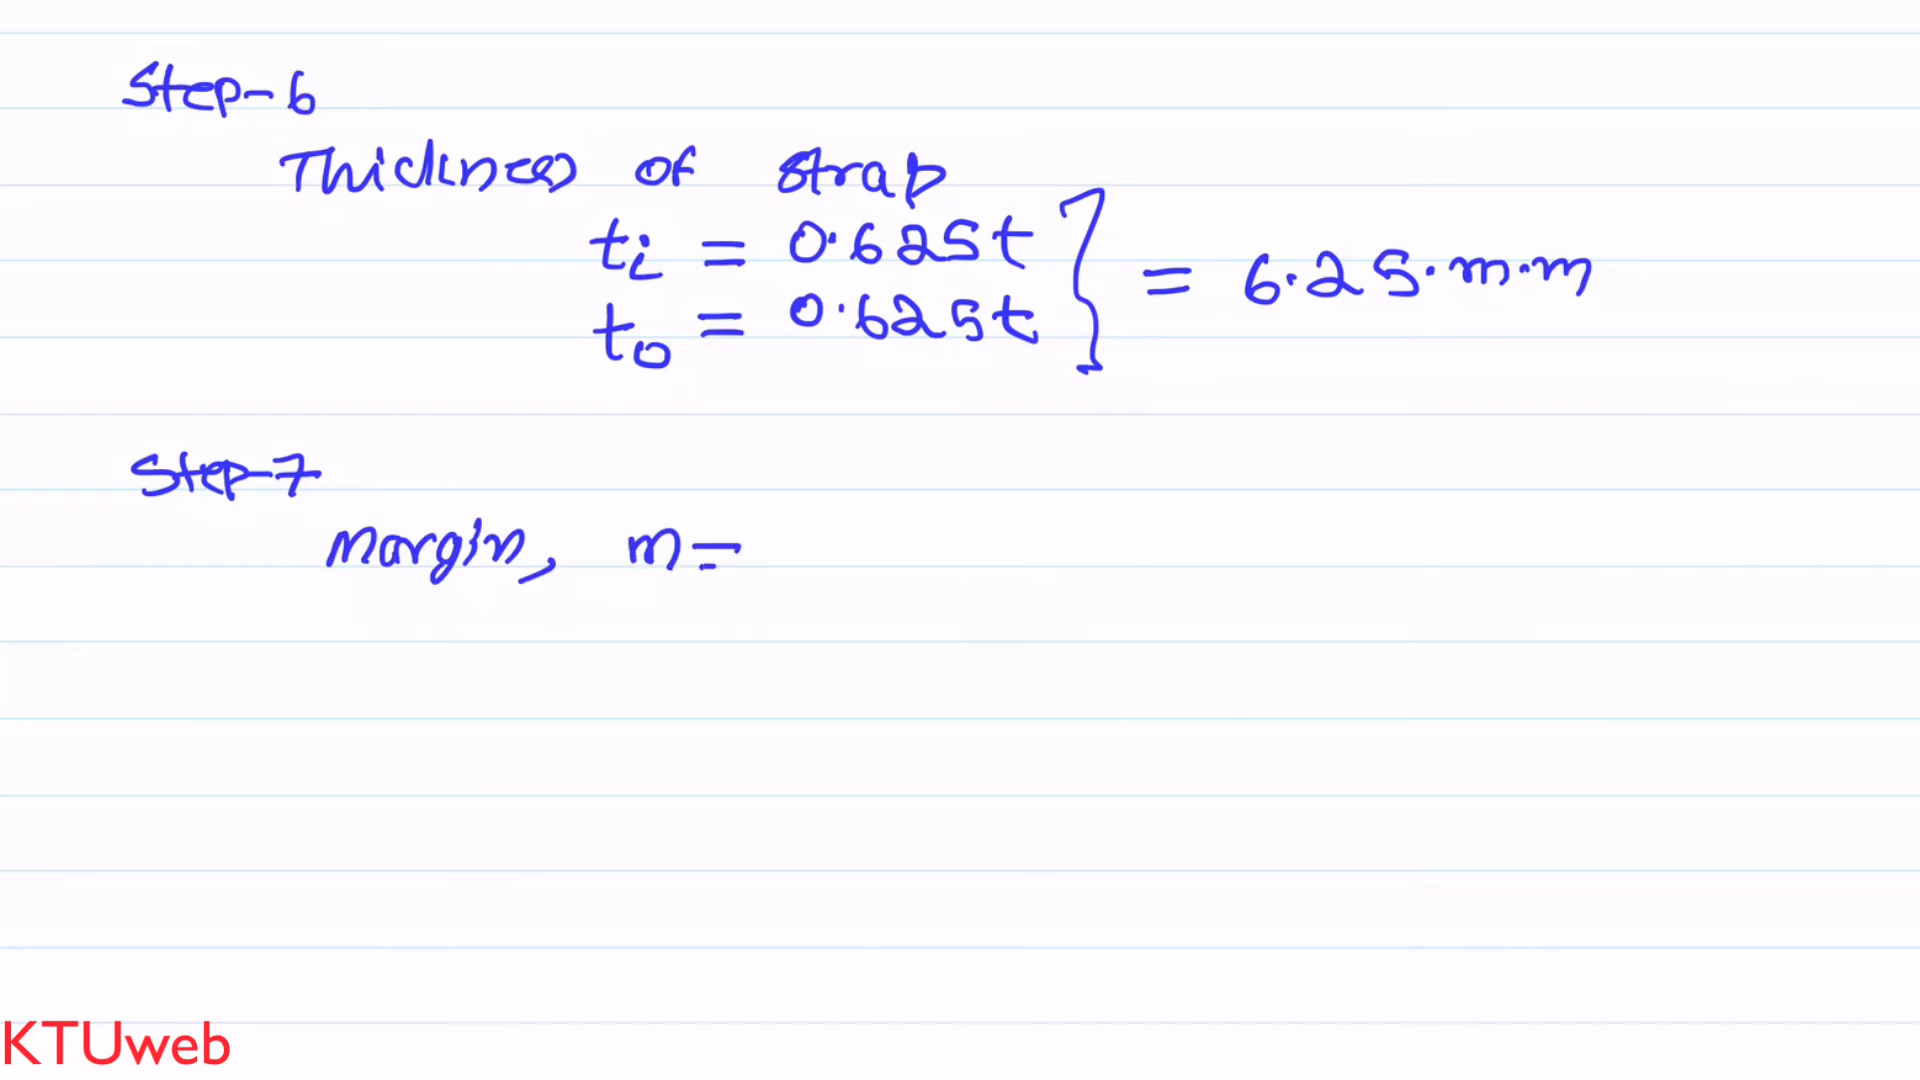 Step-6
Thickness of strap
ti = 0.625t
to = 0.625t } = 6.25.m.m
Step-7
margin, m=
KTUweb